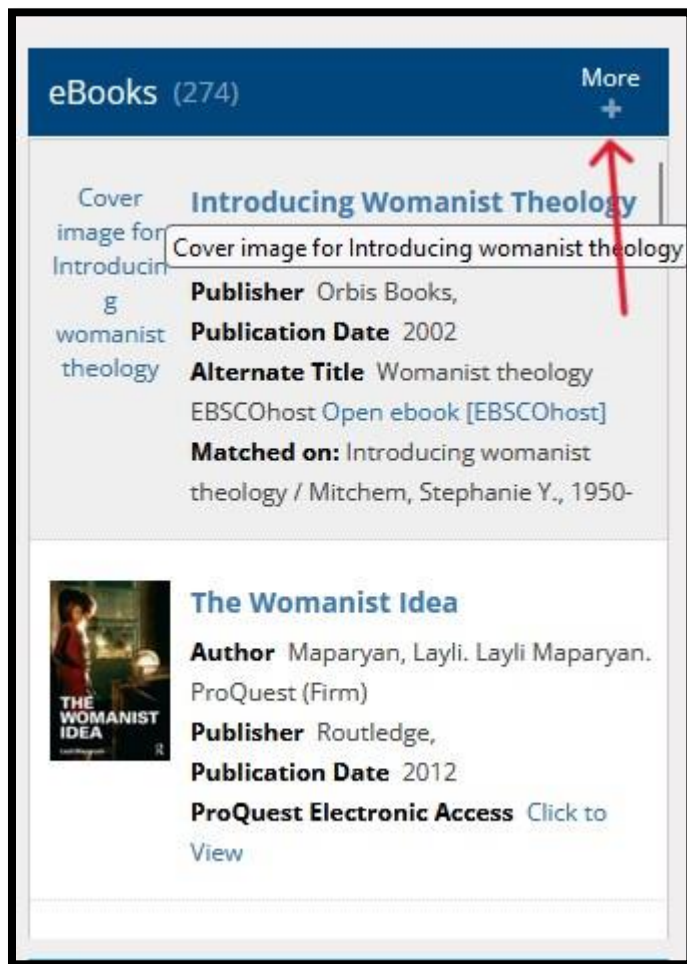 eBooks (274)
More
+
Cover
image for
Introducin
g
womanist
theology
Introducing Womanist Theology
Cover image for Introducing womanist theology
Publisher Orbis Books,
Publication Date 2002
Alternate Title Womanist theology
EBSCOhost Open ebook [EBSCOhost]
Matched on: Introducing womanist
theology / Mitchem, Stephanie Y., 1950-
THE
WOMANIST
IDEA
The Womanist Idea
Author Maparyan, Layli. Layli Maparyan.
ProQuest (Firm)
Publisher Routledge,
Publication Date 2012
ProQuest Electronic Access Click to
View